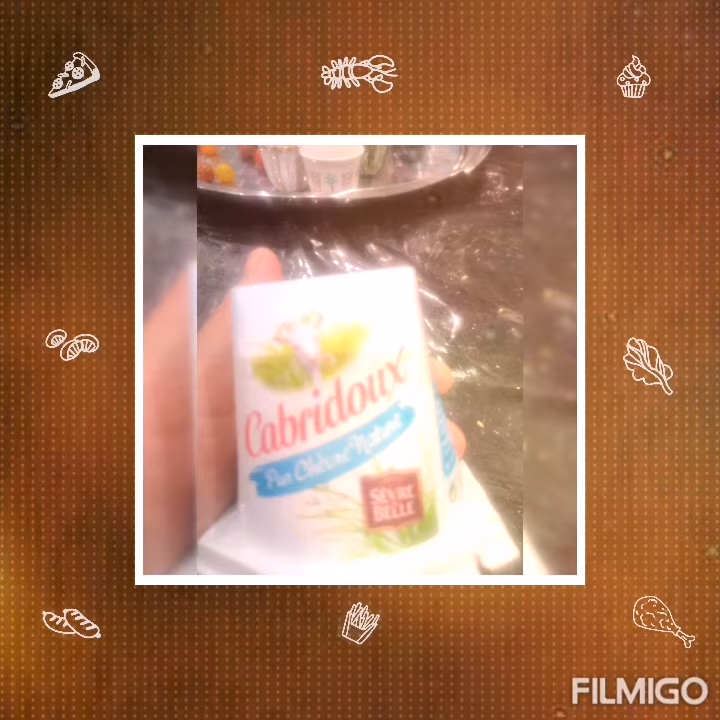 Cabridoux
Pur Chèvre Nature
SÈVRE
BELLE
FILMIGO